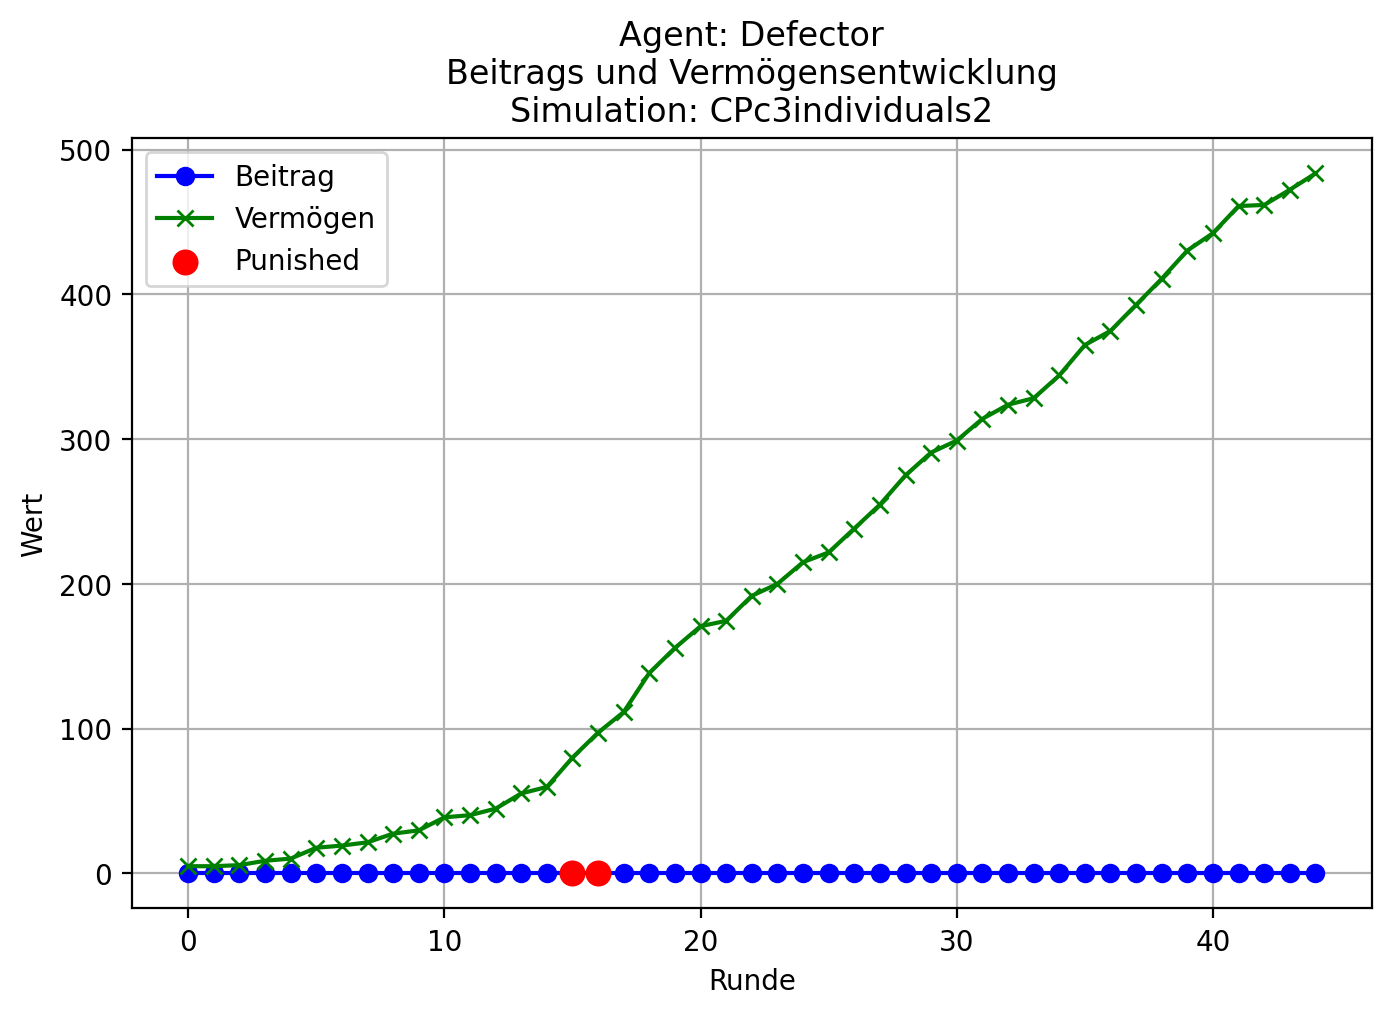 Agent: Defector
Beitrags und Vermögensentwicklung
Simulation: CPc3individuals2
Beitrag
Vermögen
Punished
Wert
500
400
300
200
100
0
0 10 20 30 40
Runde